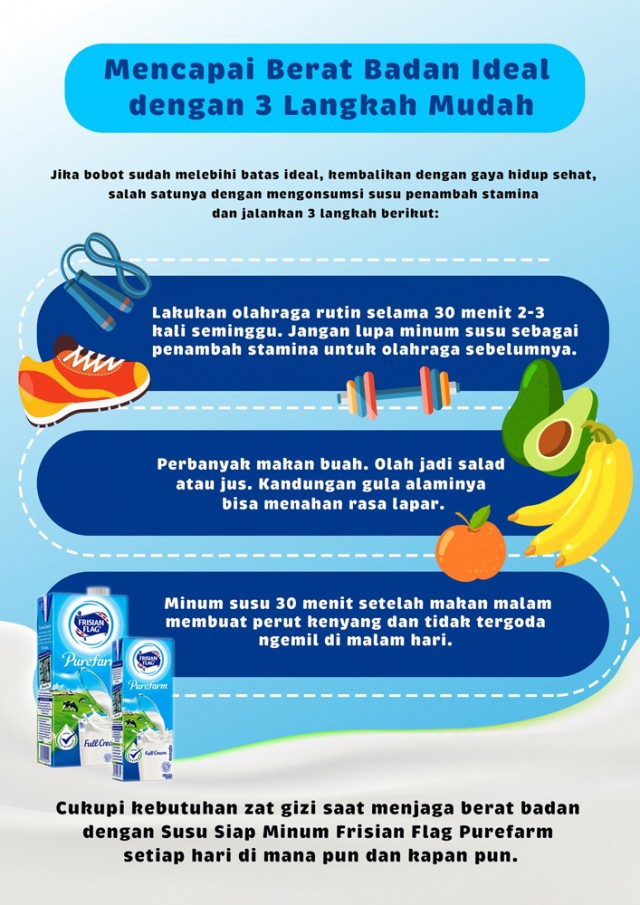 Mencapai Berat Badan Ideal
dengan 3 Langkah Mudah
Jika bobot sudah melebihi batas ideal, kembalikan dengan gaya hidup sehat,
salah satunya dengan mengonsumsi susu penambah stamina
dan jalankan 3 langkah berikut:
Lakukan olahraga rutin selama 30 menit 2-3
kali seminggu. Jangan lupa minum susu sebagai
penambah stamina untuk olahraga sebelumnya.
Perbanyak makan buah. Olah jadi salad
atau jus. Kandungan gula alaminya
bisa menahan rasa lapar.
Minum susu 30 menit setelah makan malam
membuat perut kenyang dan tidak tergoda
ngemil di malam hari.
FRISIAN
FLAG
Purefarm
Full Cream
FRISIAN
FLAG
Purefarm
Full Cream
Cukupi kebutuhan zat gizi saat menjaga berat badan
dengan Susu Siap Minum Frisian Flag Purefarm
setiap hari di mana pun dan kapan pun.